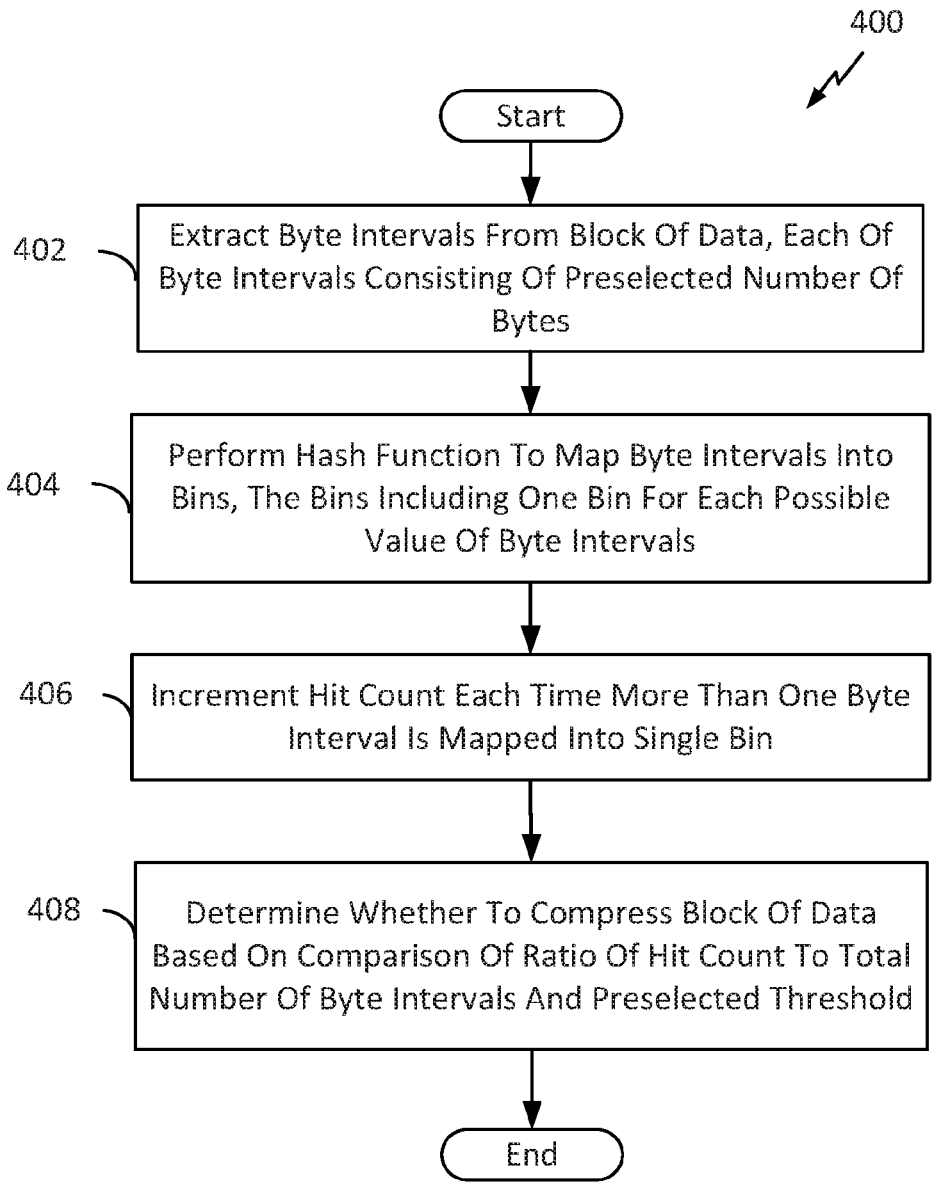 400
Start
402
Extract Byte Intervals From Block Of Data, Each Of
Byte Intervals Consisting Of Preselected Number Of
Bytes
404
Perform Hash Function To Map Byte Intervals Into
Bins, The Bins Including One Bin For Each Possible
Value Of Byte Intervals
406
Increment Hit Count Each Time More Than One Byte
Interval Is Mapped Into Single Bin
408
Determine Whether To Compress Block Of Data
Based On Comparison Of Ratio Of Hit Count To Total
Number Of Byte Intervals And Preselected Threshold
End